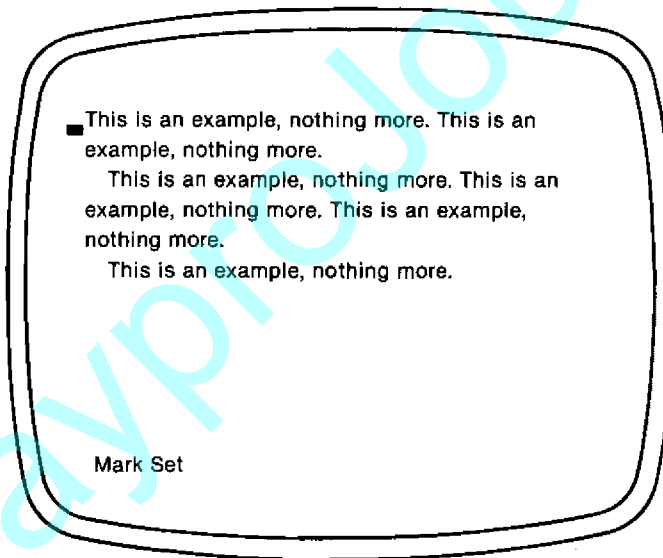 This is an example, nothing more. This is an
example, nothing more.
This is an example, nothing more. This is an
example, nothing more. This is an example,
nothing more.
This is an example, nothing more.
Mark Set
ayproJou